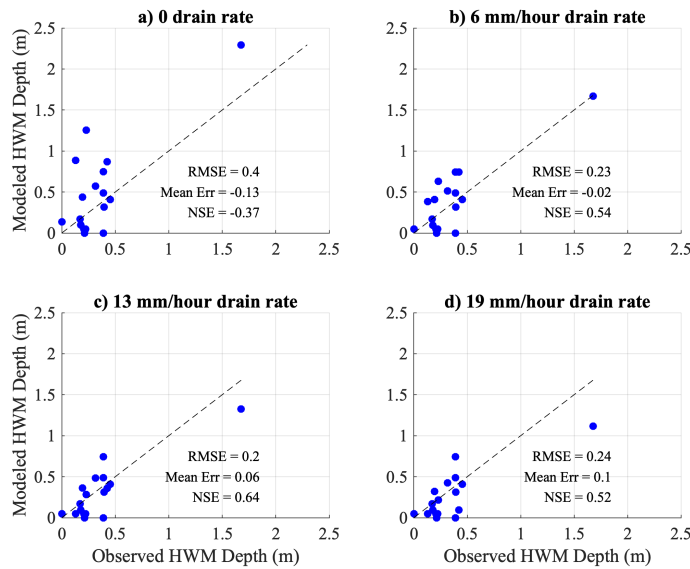 a) 0 drain rate
2.5
2
1.5
1
0.5
0
0 0.5 1 1.5 2 2.5
Modeled HWM Depth (m)
RMSE = 0.4
Mean Err = -0.13
NSE = -0.37
b) 6 mm/hour drain rate
2.5
2
1.5
1
0.5
0
0 0.5 1 1.5 2 2.5
RMSE = 0.23
Mean Err = -0.02
NSE = 0.54
c) 13 mm/hour drain rate
2.5
2
1.5
1
0.5
0
0 0.5 1 1.5 2 2.5
Modeled HWM Depth (m)
Observed HWM Depth (m)
RMSE = 0.2
Mean Err = 0.06
NSE = 0.64
d) 19 mm/hour drain rate
2.5
2
1.5
1
0.5
0
0 0.5 1 1.5 2 2.5
Observed HWM Depth (m)
RMSE = 0.24
Mean Err = 0.1
NSE = 0.52